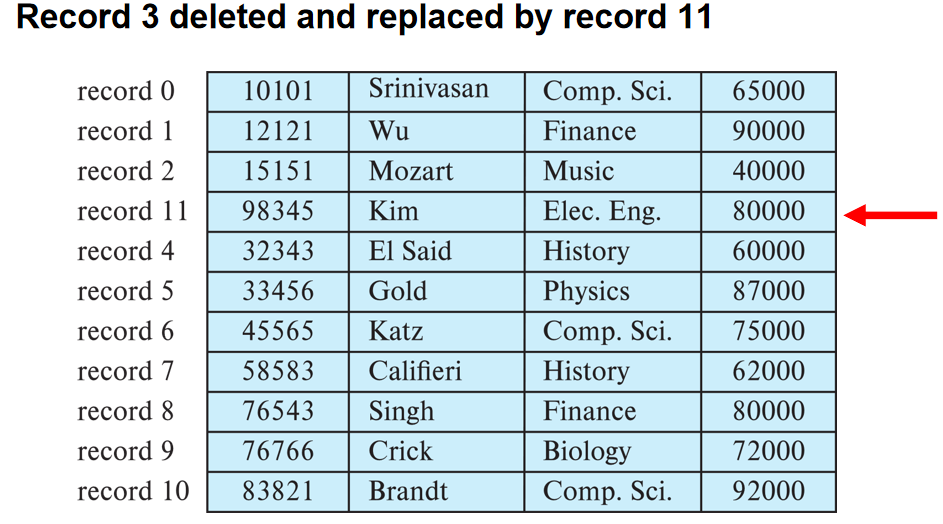 Record 3 deleted and replaced by record 11
record 0 10101 Srinivasan Comp. Sci. 65000
record 1 12121 Wu Finance 90000
record 2 15151 Mozart Music 40000
record 11 98345 Kim Elec. Eng. 80000
record 4 32343 El Said History 60000
record 5 33456 Gold Physics 87000
record 6 45565 Katz Comp. Sci. 75000
record 7 58583 Califieri History 62000
record 8 76543 Singh Finance 80000
record 9 76766 Crick Biology 72000
record 10 83821 Brandt Comp. Sci. 92000